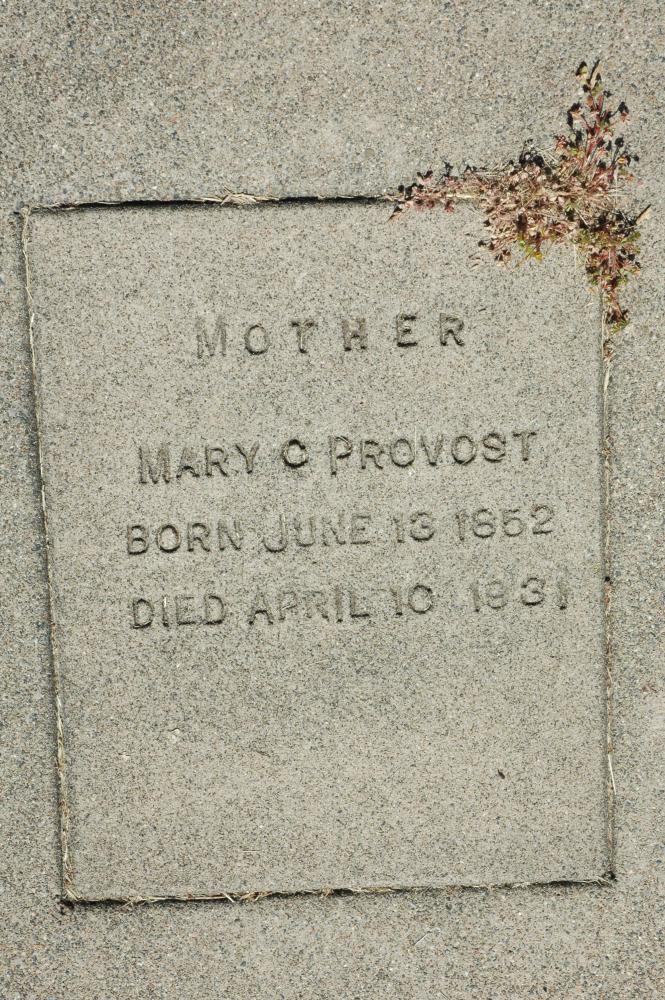 MOTHER
MARY C PROVOST
BORN JUNE 13 1852
DIED APRIL 10 1931